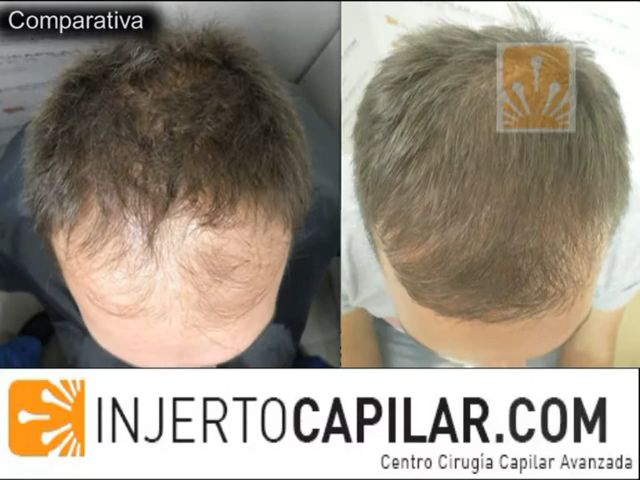 Comparativa
INJERTOCAPILAR.COM
Centro Cirugía Capilar Avanzada